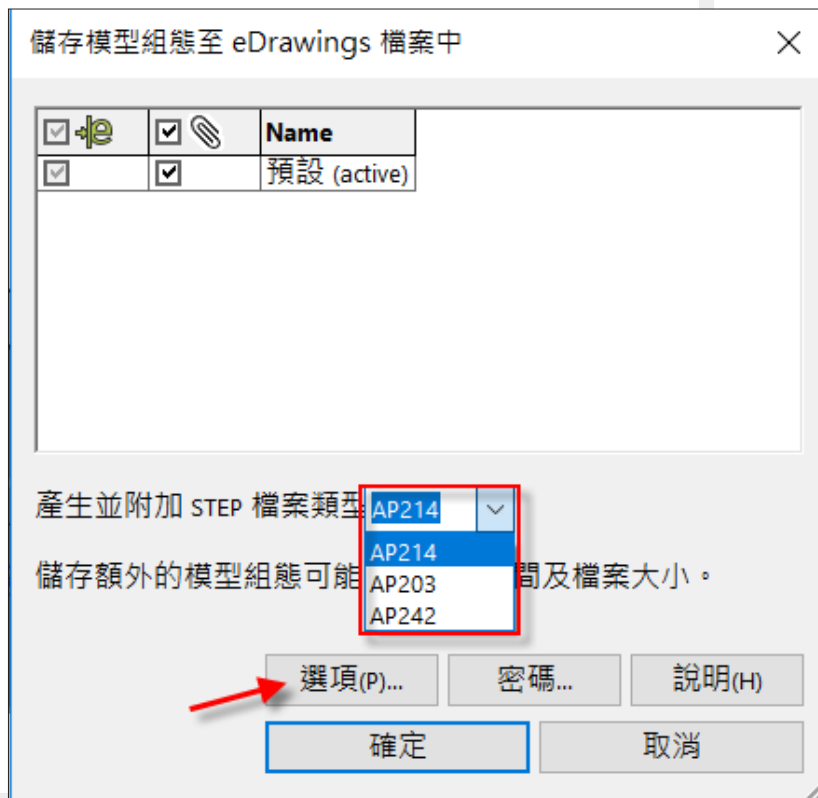 儲存模型組態至 eDrawings 檔案中
Name
預設 (active)
產生並附加 STEP 檔案類型 AP214
AP214
儲存額外的模型組態可能 AP203 間及檔案大小。
AP242
選項(P)... 密碼... 說明(H)
確定 取消